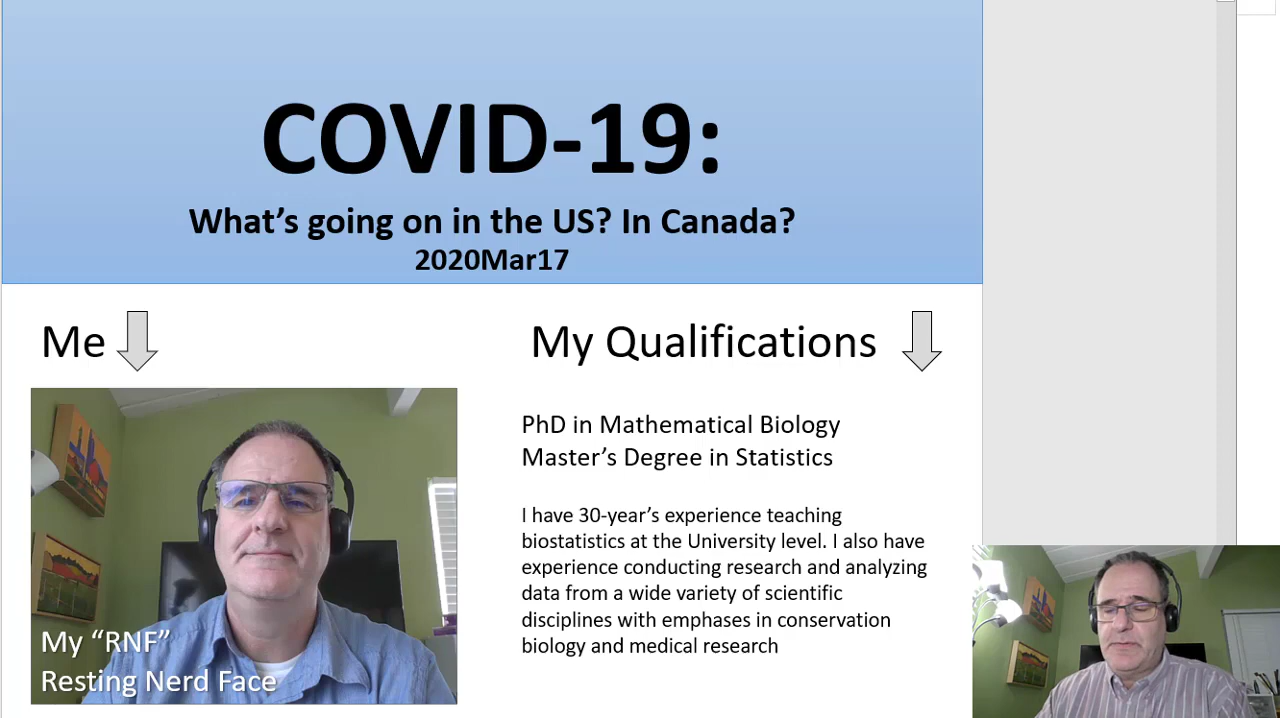 COVID-19:
What's going on in the US? In Canada?
2020Mar17
Me
My Qualifications
PhD in Mathematical Biology
Master's Degree in Statistics
I have 30-year's experience teaching
biostatistics at the University level. I also have
experience conducting research and analyzing
data from a wide variety of scientific
disciplines with emphases in conservation
biology and medical research
My “RNF”
Resting Nerd Face